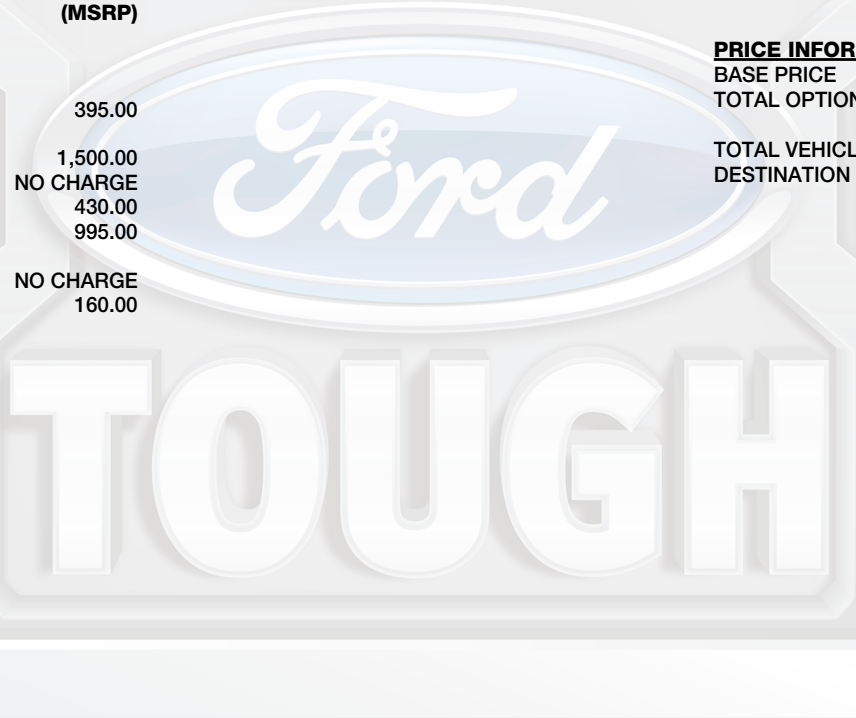 (MSRP)
395.00
1,500.00
NO CHARGE
430.00
995.00
NO CHARGE
160.00
PRICE INFOR
BASE PRICE
TOTAL OPTION
TOTAL VEHICL
DESTINATION
Ford
TOUGH